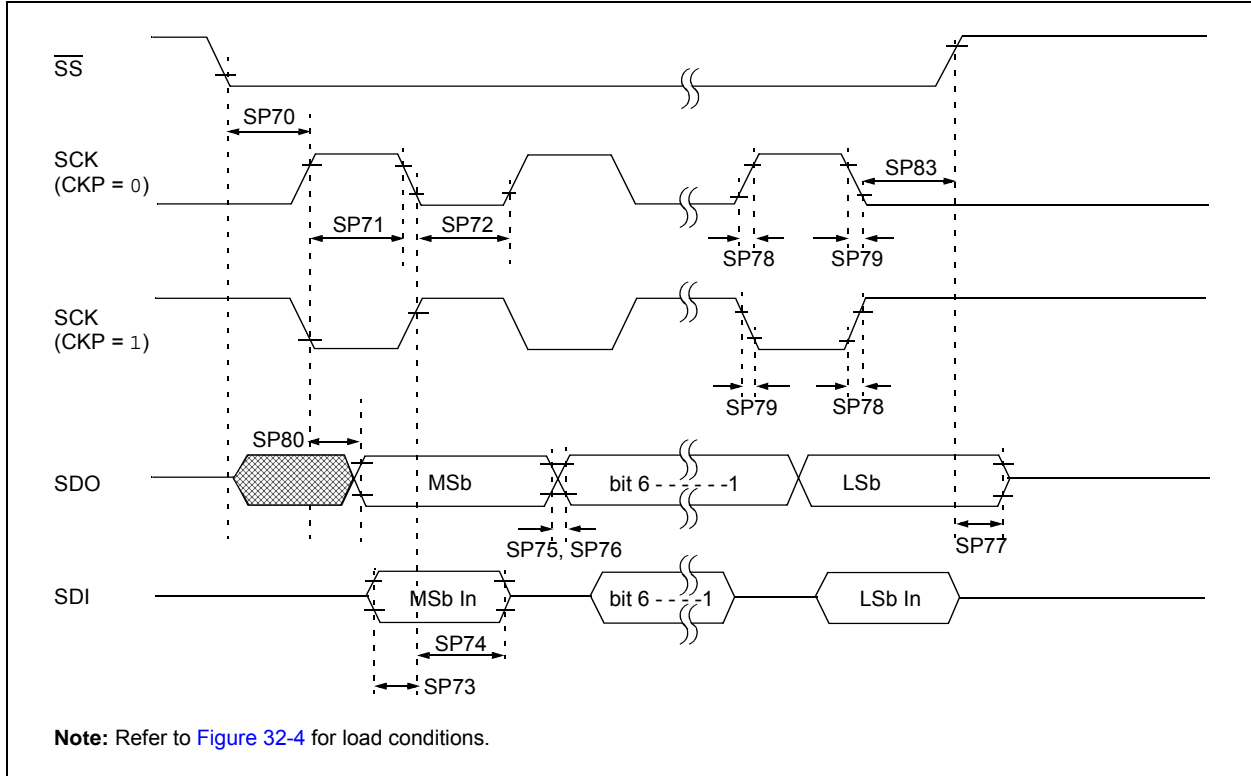 SS
SP70
SCK
(CKP = 0)
SP83
SP71
SP72
SP78
SP79
SCK
(CKP = 1)
SP79
SP78
SP80
SDO
MSb
bit 6 - - - - - -1
LSb
SP75, SP76
SP77
SDI
MSb In
bit 6 - - - -1
LSb In
SP74
SP73
Note: Refer to Figure 32-4 for load conditions.